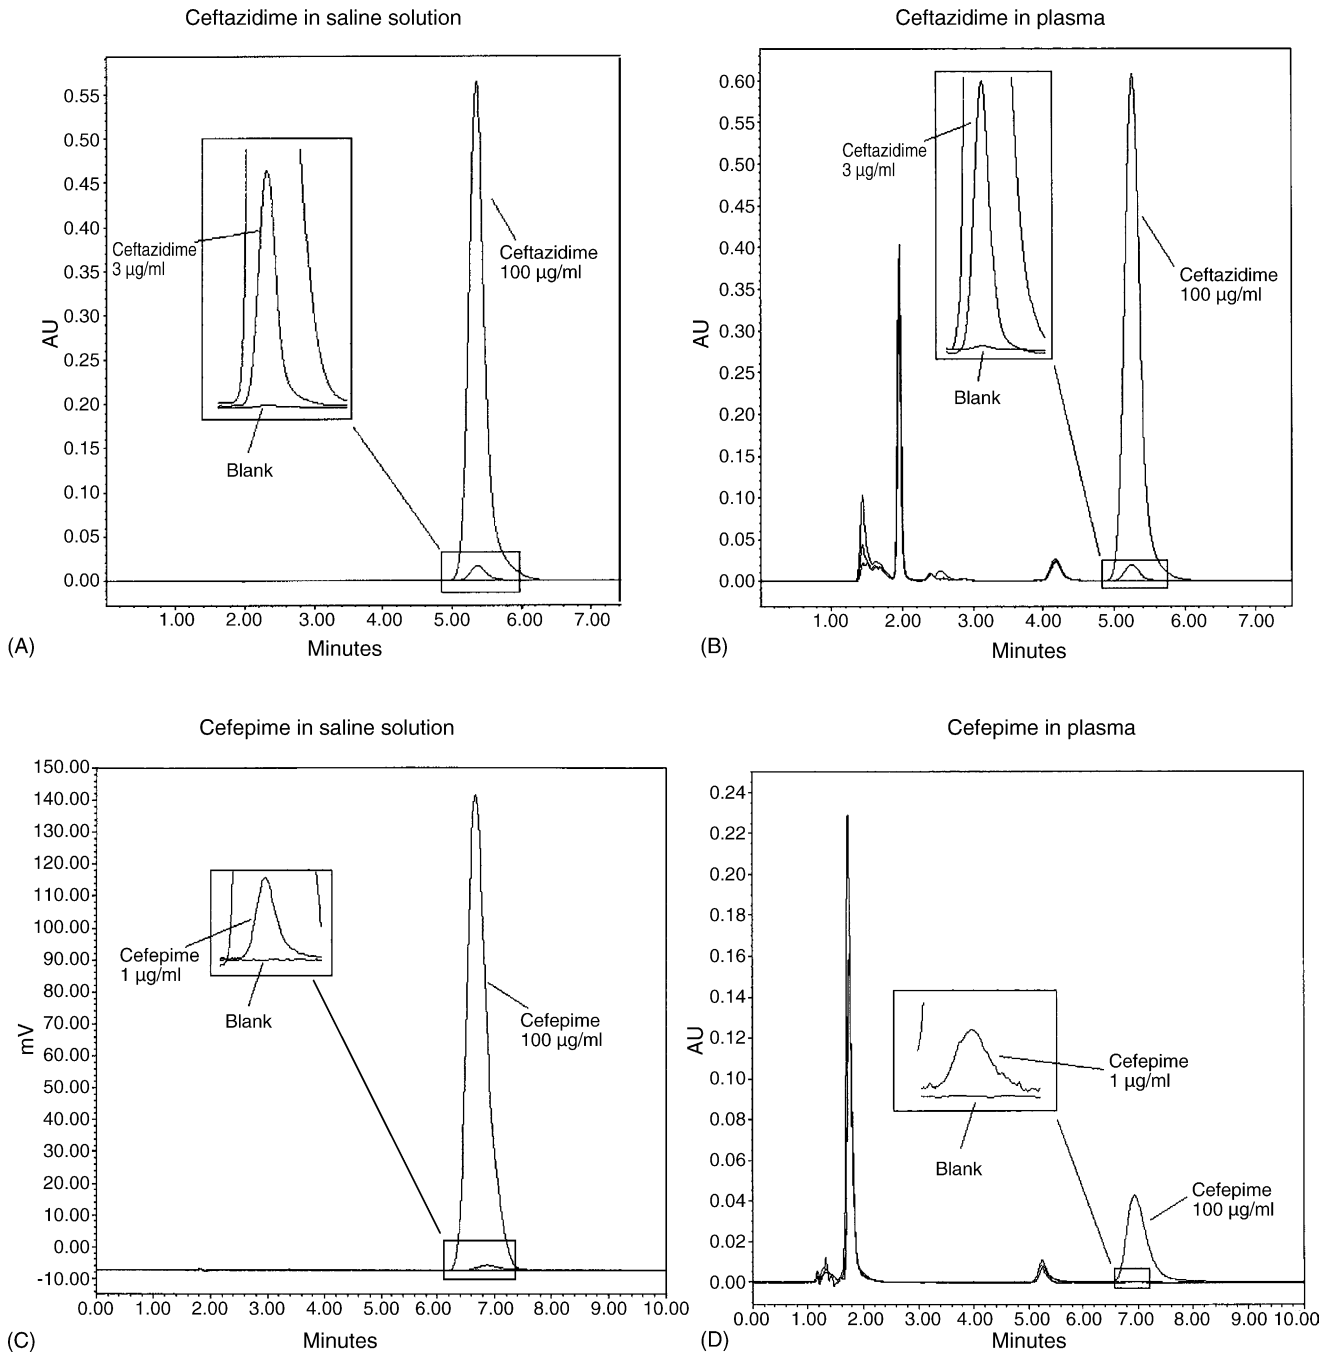 Ceftazidime in saline solution
0.55
0.50
0.45
0.40
0.35
0.30
0.25
0.20
0.15
0.10
0.05
0.00
AU
Ceftazidime
3 µg/ml
Blank
Ceftazidime
100 µg/ml
1.00 2.00 3.00 4.00 5.00 6.00 7.00
Minutes
(A)
Ceftazidime in plasma
0.60
0.55
0.50
0.45
0.40
0.35
0.30
0.25
0.20
0.15
0.10
0.05
0.00
AU
Ceftazidime
3 µg/ml
Blank
Ceftazidime
100 µg/ml
1.00 2.00 3.00 4.00 5.00 6.00 7.00
Minutes
(B)
Cefepime in saline solution
150.00
140.00
130.00
120.00
110.00
100.00
90.00
80.00
70.00
60.00
50.00
40.00
30.00
20.00
10.00
0.00
-10.00
mV
Cefepime
1 µg/ml
Blank
Cefepime
100 µg/ml
0.00 1.00 2.00 3.00 4.00 5.00 6.00 7.00 8.00 9.00 10.00
Minutes
(C)
Cefepime in plasma
0.24
0.22
0.20
0.18
0.16
0.14
0.12
0.10
0.08
0.06
0.04
0.02
0.00
AU
Cefepime
1 µg/ml
Blank
Cefepime
100 µg/ml
0.00 1.00 2.00 3.00 4.00 5.00 6.00 7.00 8.00 9.00 10.00
Minutes
(D)